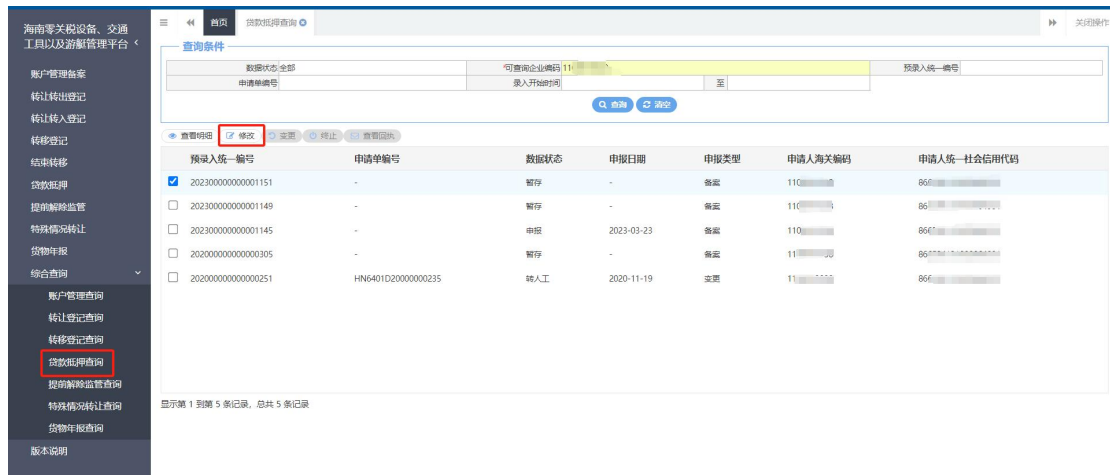 海南零关税设备、交通
工具以及游艇管理平台
首页 贷款抵押查询 关闭操作
账户管理备案
转让转出登记
转让转入登记
转移登记
结束转移
贷款抵押
提前解除监管
特殊情况转让
货物年报
综合查询
账户管理查询
转让登记查询
转移登记查询
贷款抵押查询
提前解除监管查询
特殊情况转让查询
货物年报查询
版本说明
查询条件
数据状态 全部 *可查询企业编码 11 预录入统一编号
申请单编号 录入开始时间 至
查询 清空
查看明细 修改 变更 终止 查看回执
预录入统一编号 申请单编号 数据状态 申报日期 申报类型 申请人海关编码 申请人统一社会信用代码
202300000000001151 - 暂存 - 备案 110 866
202300000000001149 - 暂存 - 备案 110 86
202300000000001145 - 申报 2023-03-23 备案 110 866
202000000000000305 - 暂存 - 备案 11 86
202000000000000251 HN6401D20000000235 转人工 2020-11-19 变更 11 866
显示第 1 到第 5 条记录，总共 5 条记录